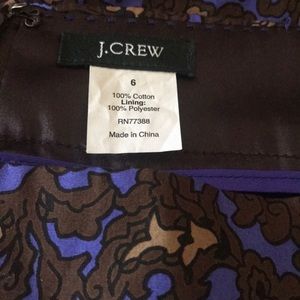 J.CREW
6
100% Cotton
Lining:
100% Polyester
RN77388
Made in China